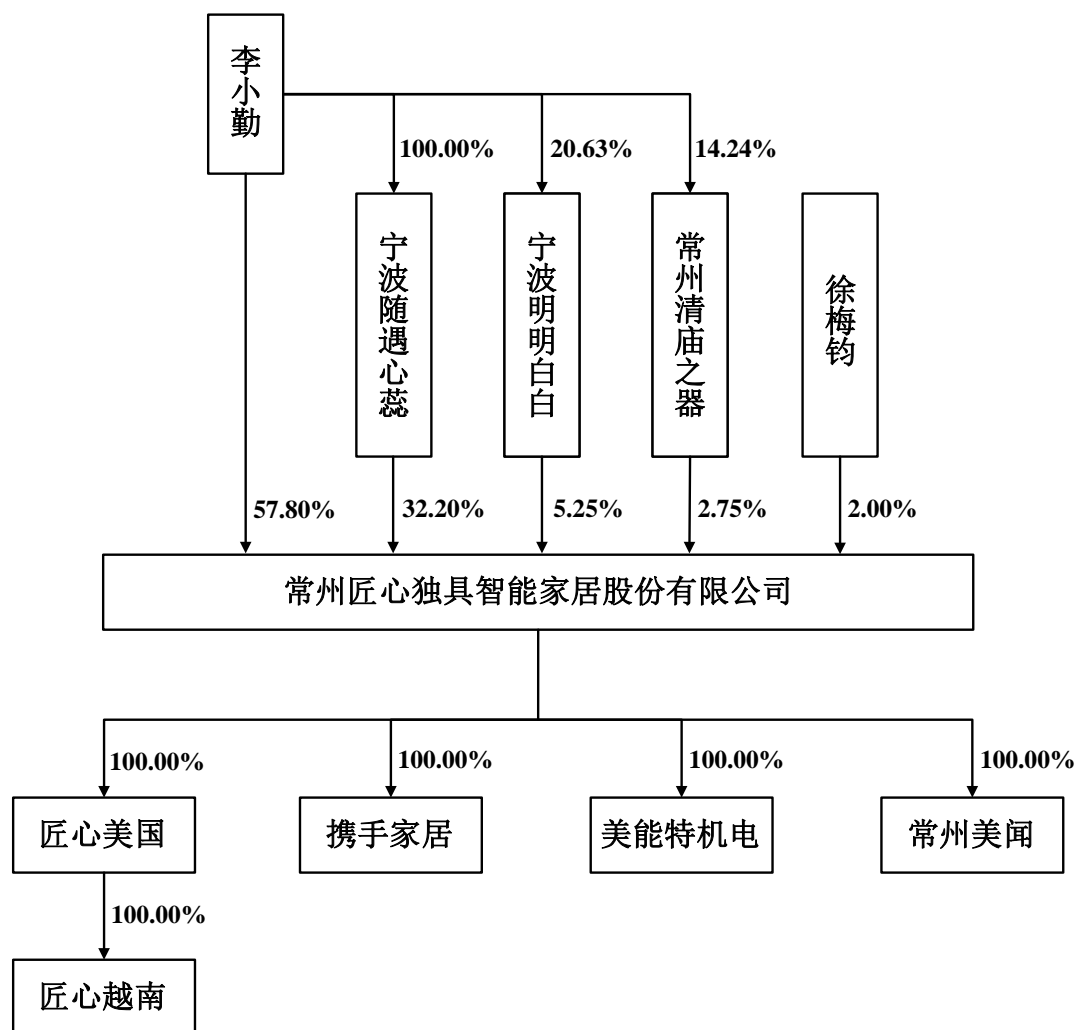 李小勤
100.00%
20.63%
14.24%
宁波随遇心蕊
宁波明明白白
常州清庙之器
徐梅钧
57.80%
32.20%
5.25%
2.75%
2.00%
常州匠心独具智能家居股份有限公司
100.00%
100.00%
100.00%
100.00%
匠心美国
携手家居
美能特机电
常州美闻
100.00%
匠心越南